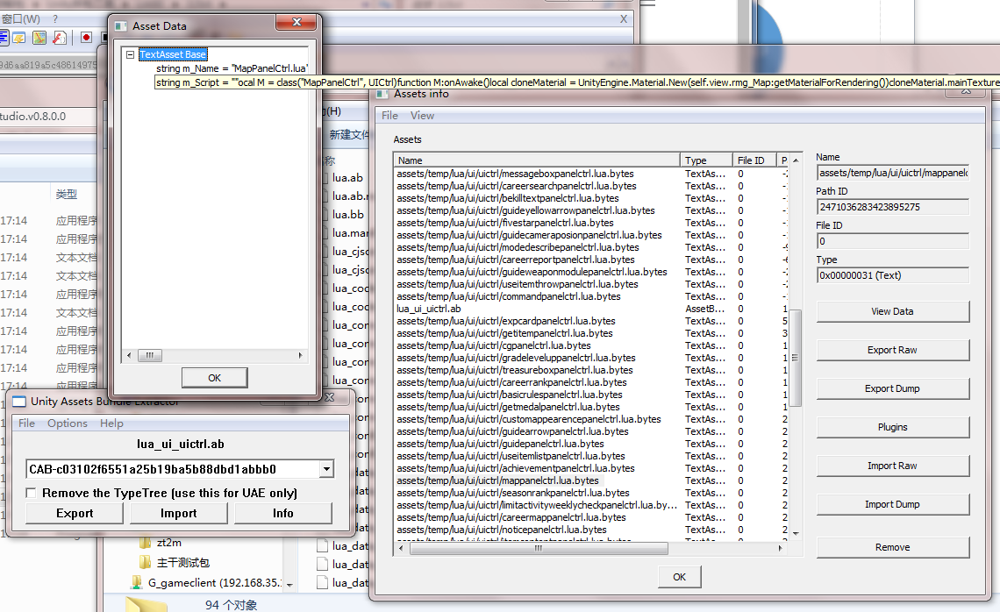 窗口(W) ?
X
9d6aa819a5c48614975
tudio.v0.8.0.0
类型
17:14 应用程序
17:14 应用程序
17:14 文本文档
17:14 文本文档
17:14 应用程序
17:14 文本文档
17:14 应用程序
17:14 应用程序
17:14 应用程序
17:14 应用程序
Asset Data
TextAsset Base
string m_Name = "MapPanelCtrl.lua"
string m_Script = ""ocal M = class("MapPanelCtrl", UICtrl)function M:onAwake()local cloneMaterial = UnityEngine.Material.New(self.view.rmg_Map:getMaterialForRendering())cloneMaterial.mainTexture
OK
(H)
新建文件
称
lua.ab
lua.ab.
lua.bb
lua.mar
lua_cjsc
lua_cjsc
lua_coc
lua_coc
lua_cor
lua_cor
lua_cor
lua_cor
lua_dat
lua_dat
lua_dat
Unity Assets Bundle Extractor
File Options Help
lua_ui_uictrl.ab
CAB-c03102f6551a25b19ba5b88dbd1abbb0
Remove the TypeTree (use this for UAE only)
Export Import Info
zt2m
主干测试包
G_gameclient (192.168.35.
94 个对象
Assets info
File View
Assets
Name Type File ID P
assets/temp/lua/ui/uictrl/messageboxpanelctrl.lua.bytes TextAs... 0 -2
assets/temp/lua/ui/uictrl/careersearchpanelctrl.lua.bytes TextAs... 0 -
assets/temp/lua/ui/uictrl/bekilltextpanelctrl.lua.bytes TextAs... 0 -
assets/temp/lua/ui/uictrl/guideyellowarrowpanelctrl.lua.bytes TextAs... 0 -
assets/temp/lua/ui/uictrl/fivestarpanelctrl.lua.bytes TextAs... 0 -
assets/temp/lua/ui/uictrl/guidecameraposionpanelctrl.lua.bytes TextAs... 0 -
assets/temp/lua/ui/uictrl/modedescribepanelctrl.lua.bytes TextAs... 0 -9
assets/temp/lua/ui/uictrl/careerreportpanelctrl.lua.bytes TextAs... 0 -6
assets/temp/lua/ui/uictrl/guideweaponmodulepanelctrl.lua.bytes TextAs... 0 -2
assets/temp/lua/ui/uictrl/useitemthrowpanelctrl.lua.bytes TextAs... 0 -2
assets/temp/lua/ui/uictrl/commandpanelctrl.lua.bytes TextAs... 0 -
lua_ui_uictrl.ab AssetB... 0 1
assets/temp/lua/ui/uictrl/expcardpanelctrl.lua.bytes TextAs... 0 5
assets/temp/lua/ui/uictrl/getitempanelctrl.lua.bytes TextAs... 0 3
assets/temp/lua/ui/uictrl/cgpanelctrl.lua.bytes TextAs... 0 1
assets/temp/lua/ui/uictrl/gradeleveluppanelctrl.lua.bytes TextAs... 0 1
assets/temp/lua/ui/uictrl/treasureboxpanelctrl.lua.bytes TextAs... 0 1
assets/temp/lua/ui/uictrl/careerrankpanelctrl.lua.bytes TextAs... 0 1
assets/temp/lua/ui/uictrl/basicrulespanelctrl.lua.bytes TextAs... 0 1
assets/temp/lua/ui/uictrl/getmedalpanelctrl.lua.bytes TextAs... 0 1
assets/temp/lua/ui/uictrl/customappearencepanelctrl.lua.bytes TextAs... 0 2
assets/temp/lua/ui/uictrl/guidearrowpanelctrl.lua.bytes TextAs... 0 2
assets/temp/lua/ui/uictrl/guidepanelctrl.lua.bytes TextAs... 0 2
assets/temp/lua/ui/uictrl/useitemlistpanelctrl.lua.bytes TextAs... 0 2
assets/temp/lua/ui/uictrl/achievementpanelctrl.lua.bytes TextAs... 0 2
assets/temp/lua/ui/uictrl/mappanelctrl.lua.bytes TextAs... 0 2
assets/temp/lua/ui/uictrl/seasonrankpanelctrl.lua.bytes TextAs... 0 2
assets/temp/lua/ui/uictrl/limitactivityweeklycheckpanelctrl.lua.by... TextAs... 0 2
assets/temp/lua/ui/uictrl/careermappanelctrl.lua.bytes TextAs... 0 2
assets/temp/lua/ui/uictrl/noticepanelctrl.lua.bytes TextAs... 0 2
OK
Name
assets/temp/lua/ui/uictrl/mappanelc
Path ID
2471036283423895275
File ID
0
Type
0x00000031 (Text)
View Data
Export Raw
Export Dump
Plugins
Import Raw
Import Dump
Remove